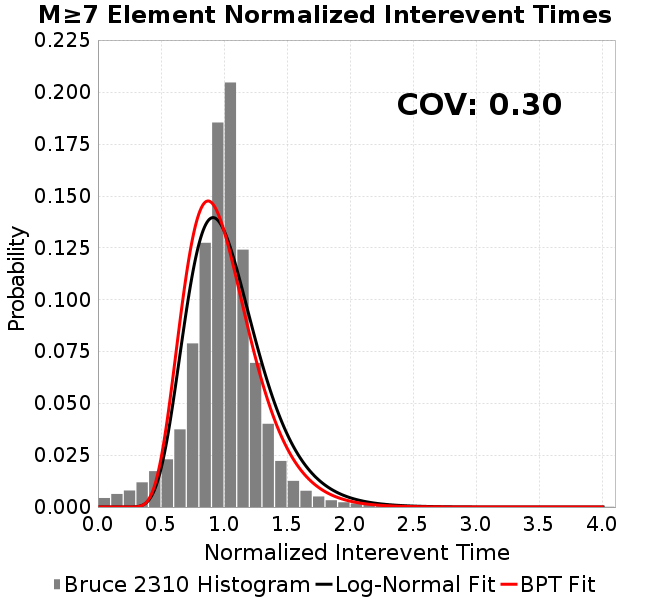 M≥7 Element Normalized Interevent Times
COV: 0.30
Probability
0.225
0.200
0.175
0.150
0.125
0.100
0.075
0.050
0.025
0.000
0.0 0.5 1.0 1.5 2.0 2.5 3.0 3.5 4.0
Normalized Interevent Time
Bruce 2310 Histogram Log-Normal Fit BPT Fit